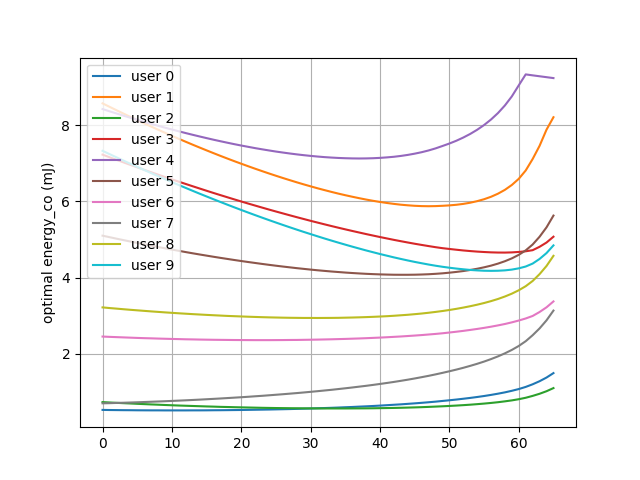 optimal energy_co (mJ)
8
6
4
2
0
10
20
30
40
50
60
user 0
user 1
user 2
user 3
user 4
user 5
user 6
user 7
user 8
user 9